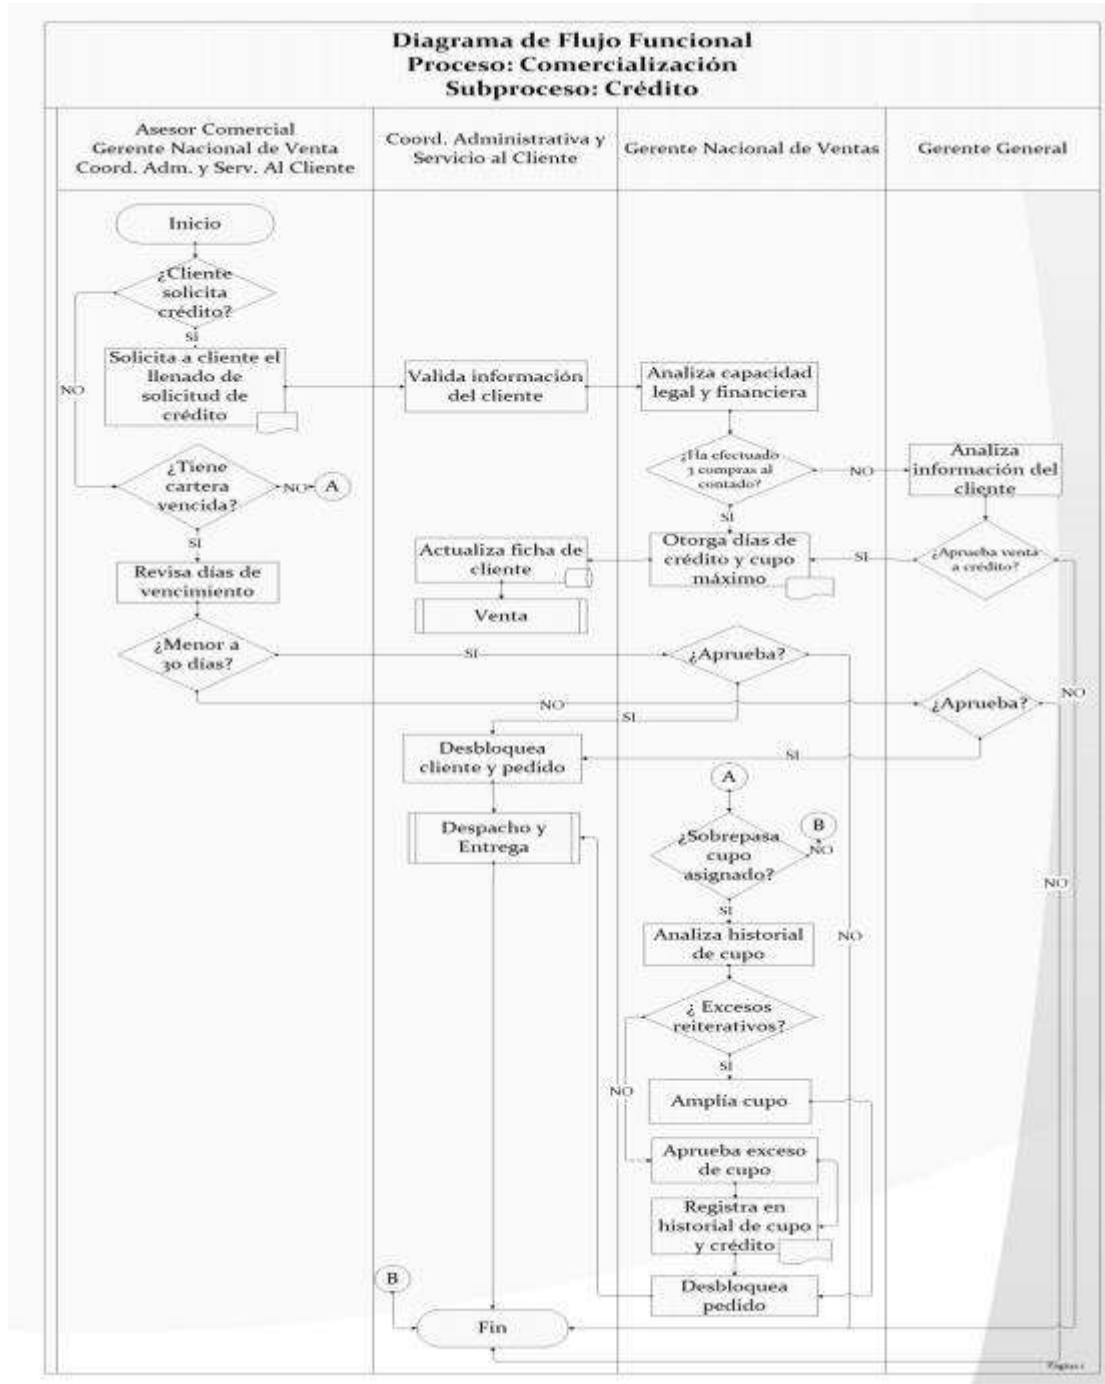 Diagrama de Flujo Funcional
Proceso: Comercialización
Subproceso: Crédito
Asesor Comercial
Gerente Nacional de Venta
Coord. Adm. y Serv. Al Cliente
Coord. Administrativa y
Servicio al Cliente
Gerente Nacional de Ventas
Gerente General
Inicio
¿Cliente
solicita
crédito?
SI
NO
Solicita a cliente el
llenado de
solicitud de
crédito
Valida información
del cliente
Analiza capacidad
legal y financiera
¿Ha efectuado
3 compras al
contado?
NO
Analiza
información del
cliente
¿Tiene
cartera
vencida?
NO
A
SI
SI
Otorga días de
crédito y cupo
máximo
SI
¿Aprueba venta
a crédito?
Actualiza ficha de
cliente
Venta
Revisa días de
vencimiento
¿Menor a
30 días?
SI
¿Aprueba?
NO
¿Aprueba?
NO
SI
SI
Desbloquea
cliente y pedido
A
Despacho y
Entrega
¿Sobrepasa
cupo
asignado?
B
NO
NO
SI
Analiza historial
de cupo
NO
¿ Excesos
reiterativos?
SI
NO
Amplía cupo
Aprueba exceso
de cupo
Registra en
historial de cupo
y crédito
Desbloquea
pedido
B
Fin
Página 1